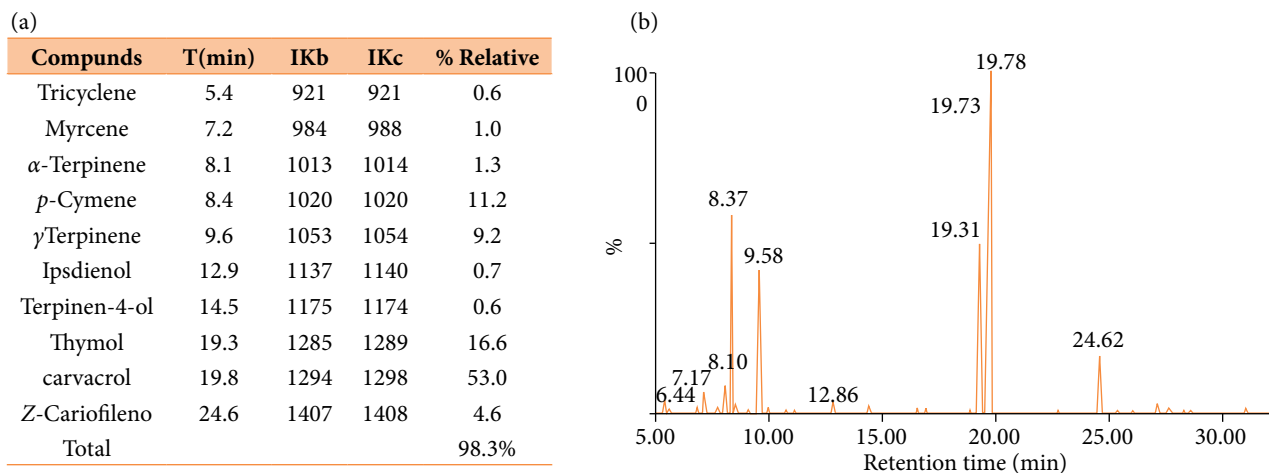 (a)
Compunds T(min) IKb IKc % Relative
Tricyclene 5.4 921 921 0.6
Myrcene 7.2 984 988 1.0
α-Terpinene 8.1 1013 1014 1.3
p-Cymene 8.4 1020 1020 11.2
γTerpinene 9.6 1053 1054 9.2
Ipsdienol 12.9 1137 1140 0.7
Terpinen-4-ol 14.5 1175 1174 0.6
Thymol 19.3 1285 1289 16.6
carvacrol 19.8 1294 1298 53.0
Z-Cariofileno 24.6 1407 1408 4.6
Total 98.3%
(b)
19.78
100
0
19.73
8.37
19.31
%
9.58
24.62
8.10
7.17
6.44
12.86
5.00 10.00 15.00 20.00 25.00 30.00
Retention time (min)